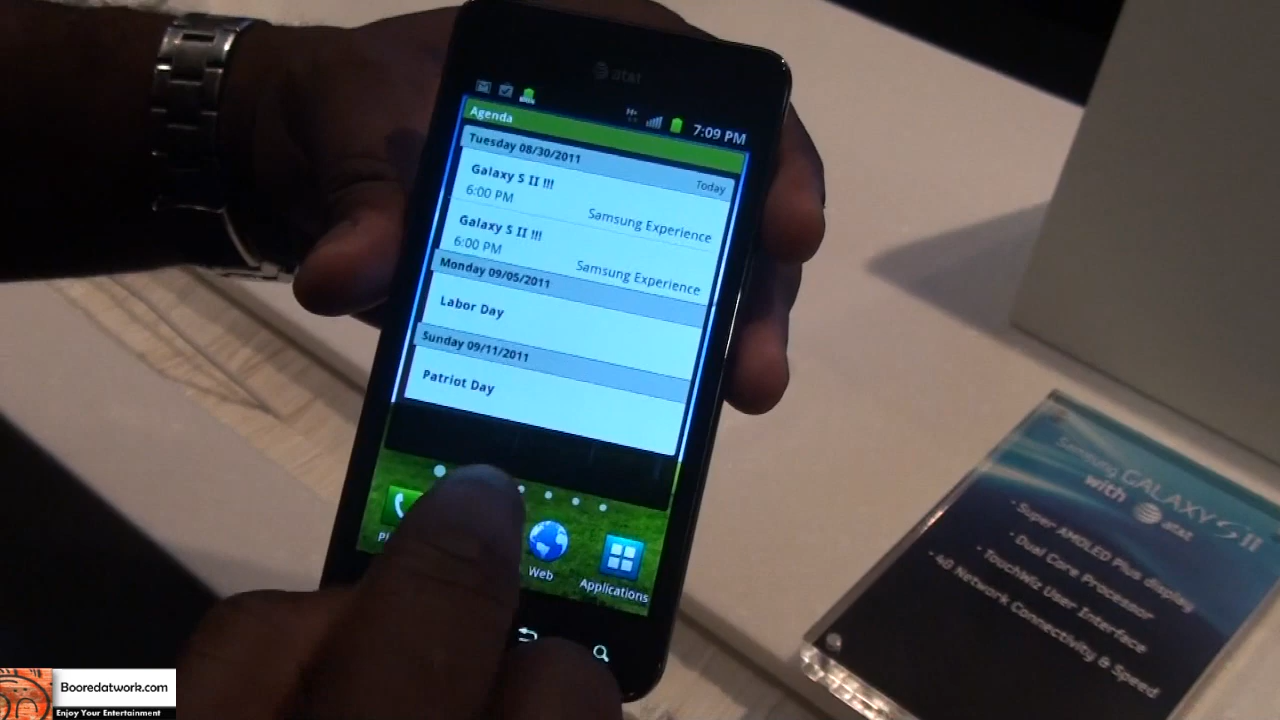 at&t
7:09 PM
Agenda
Tuesday 08/30/2011
Today
Galaxy S II !!!
6:00 PM
Samsung Experience
Galaxy S II !!!
6:00 PM
Samsung Experience
Monday 09/05/2011
Labor Day
Sunday 09/11/2011
Patriot Day
Web
Applications
Samsung GALAXY S II
with at&t
· Super AMOLED Plus display
· Dual Core Processor
· TouchWiz User Interface
· 4G Network Connectivity & Speed
Booredatwork.com
Enjoy Your Entertainment